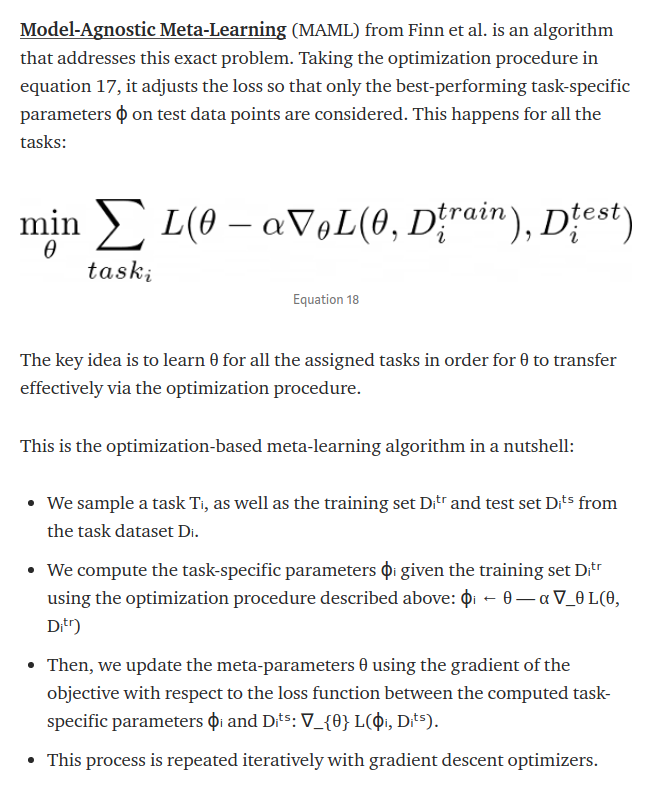 Model-Agnostic Meta-Learning (MAML) from Finn et al. is an algorithm
that addresses this exact problem. Taking the optimization procedure in
equation 17, it adjusts the loss so that only the best-performing task-specific
parameters ϕ on test data points are considered. This happens for all the
tasks:
min_θ ∑_{task_i} L(θ − α∇_θL(θ, D_i^{train}), D_i^{test})
Equation 18
The key idea is to learn θ for all the assigned tasks in order for θ to transfer
effectively via the optimization procedure.
This is the optimization-based meta-learning algorithm in a nutshell:
• We sample a task Tᵢ, as well as the training set Dᵢᵗʳ and test set Dᵢᵗˢ from
the task dataset Dᵢ.
• We compute the task-specific parameters ϕᵢ given the training set Dᵢᵗʳ
using the optimization procedure described above: ϕᵢ ← θ — α ∇_θ L(θ,
Dᵢᵗʳ)
• Then, we update the meta-parameters θ using the gradient of the
objective with respect to the loss function between the computed task-
specific parameters ϕᵢ and Dᵢᵗˢ: ∇_{θ} L(ϕᵢ, Dᵢᵗˢ).
• This process is repeated iteratively with gradient descent optimizers.